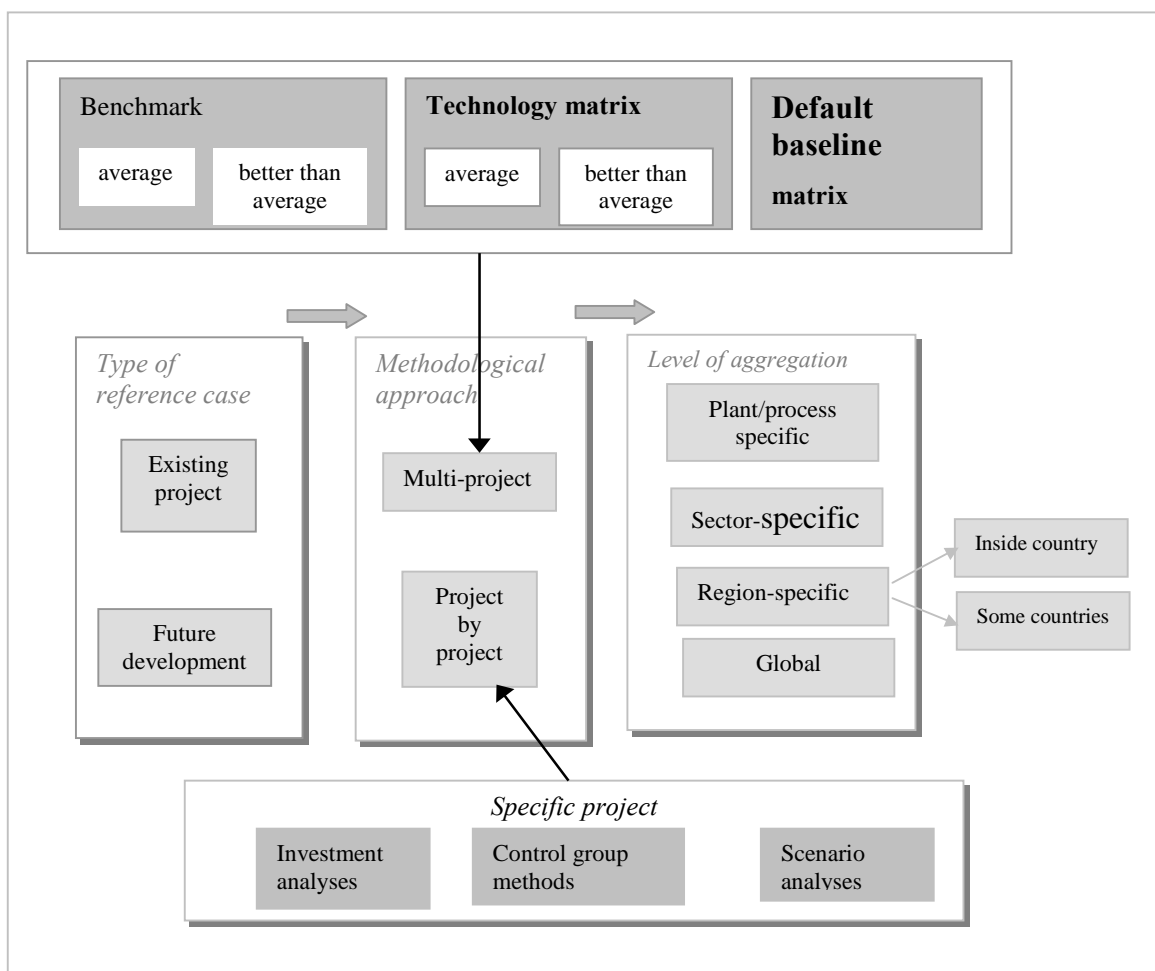 Benchmark
average
better than
average
Technology matrix
average
better than
average
Default
baseline
matrix
Type of
reference case
Existing
project
Future
development
Methodological
approach
Multi-project
Project
by
project
Level of aggregation
Plant/process
specific
Sector-specific
Region-specific
Global
Inside country
Some countries
Specific project
Investment
analyses
Control group
methods
Scenario
analyses